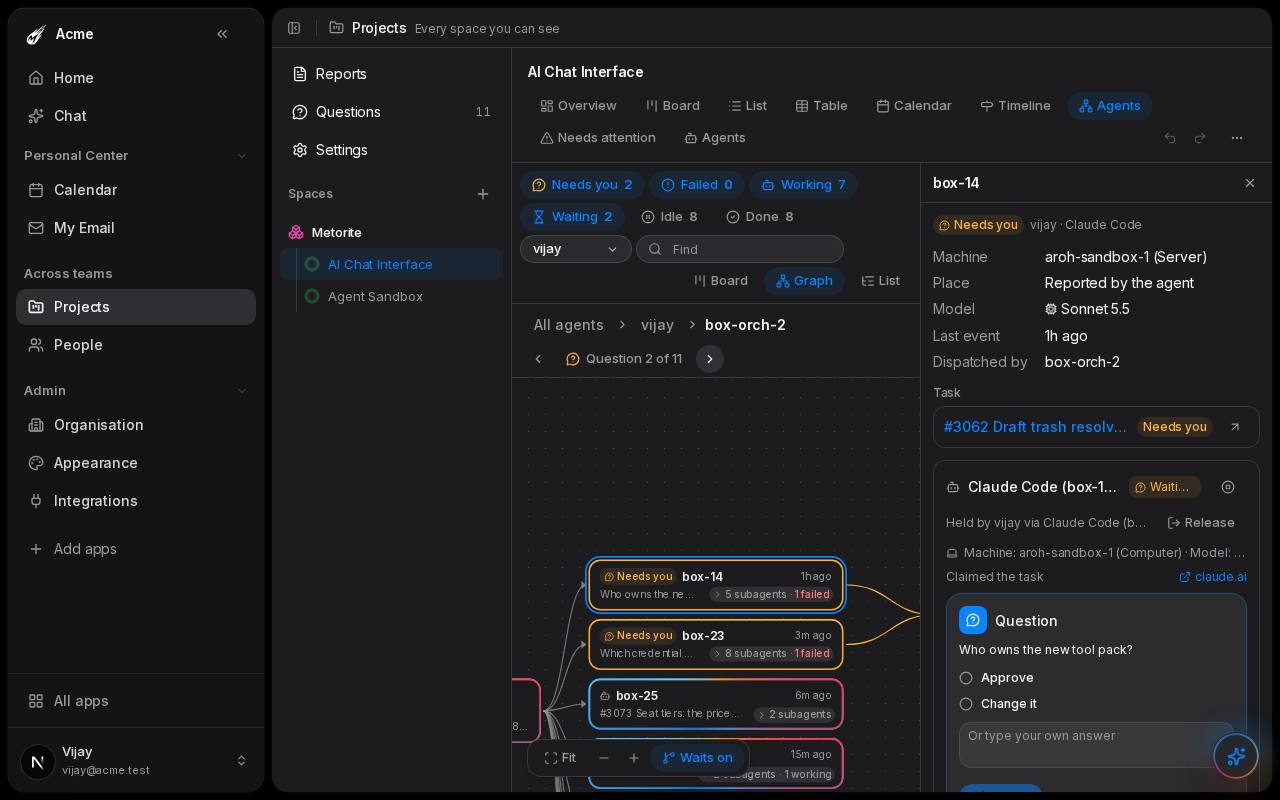 Acme
Home
Chat
Personal Center
Calendar
My Email
Across teams
Projects
People
Admin
Organisation
Appearance
Integrations
Add apps
All apps
N
Vijay
vijay@acme.test
Projects Every space you can see
Reports
Questions 11
Settings
Spaces
Metorite
AI Chat Interface
Agent Sandbox
AI Chat Interface
Overview Board List Table Calendar Timeline Agents
Needs attention Agents
Needs you 2 Failed 0 Working 7
Waiting 2 Idle 8 Done 8
vijay Find
Board Graph List
All agents vijay box-orch-2
Question 2 of 11
Needs you box-14 1h ago
Who owns the ne… 5 subagents · 1 failed
Needs you box-23 3m ago
Which credential … 8 subagents · 1 failed
box-25 6m ago
#3073 Seat tiers: the price… 2 subagents
8…
15m ago
subagents · 1 working
Fit Waits on
box-14
Needs you vijay · Claude Code
Machine aroh-sandbox-1 (Server)
Place Reported by the agent
Model Sonnet 5.5
Last event 1h ago
Dispatched by box-orch-2
Task
#3062 Draft trash resolv… Needs you
Claude Code (box-1… Waiti…
Held by vijay via Claude Code (b… Release
Machine: aroh-sandbox-1 (Computer) · Model: …
Claimed the task claude.ai
Question
Who owns the new tool pack?
Approve
Change it
Or type your own answer